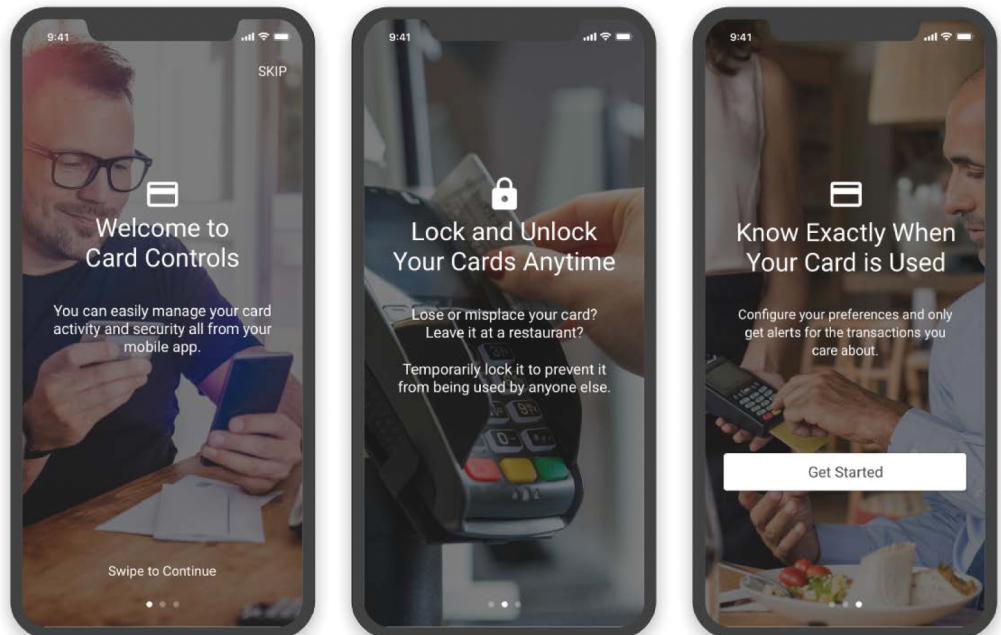 9:41
SKIP
Welcome to
Card Controls
You can easily manage your card
activity and security all from your
mobile app.
Swipe to Continue
9:41
Lock and Unlock
Your Cards Anytime
Lose or misplace your card?
Leave it at a restaurant?
Temporarily lock it to prevent it
from being used by anyone else.
9:41
Know Exactly When
Your Card is Used
Configure your preferences and only
get alerts for the transactions you
care about.
Get Started